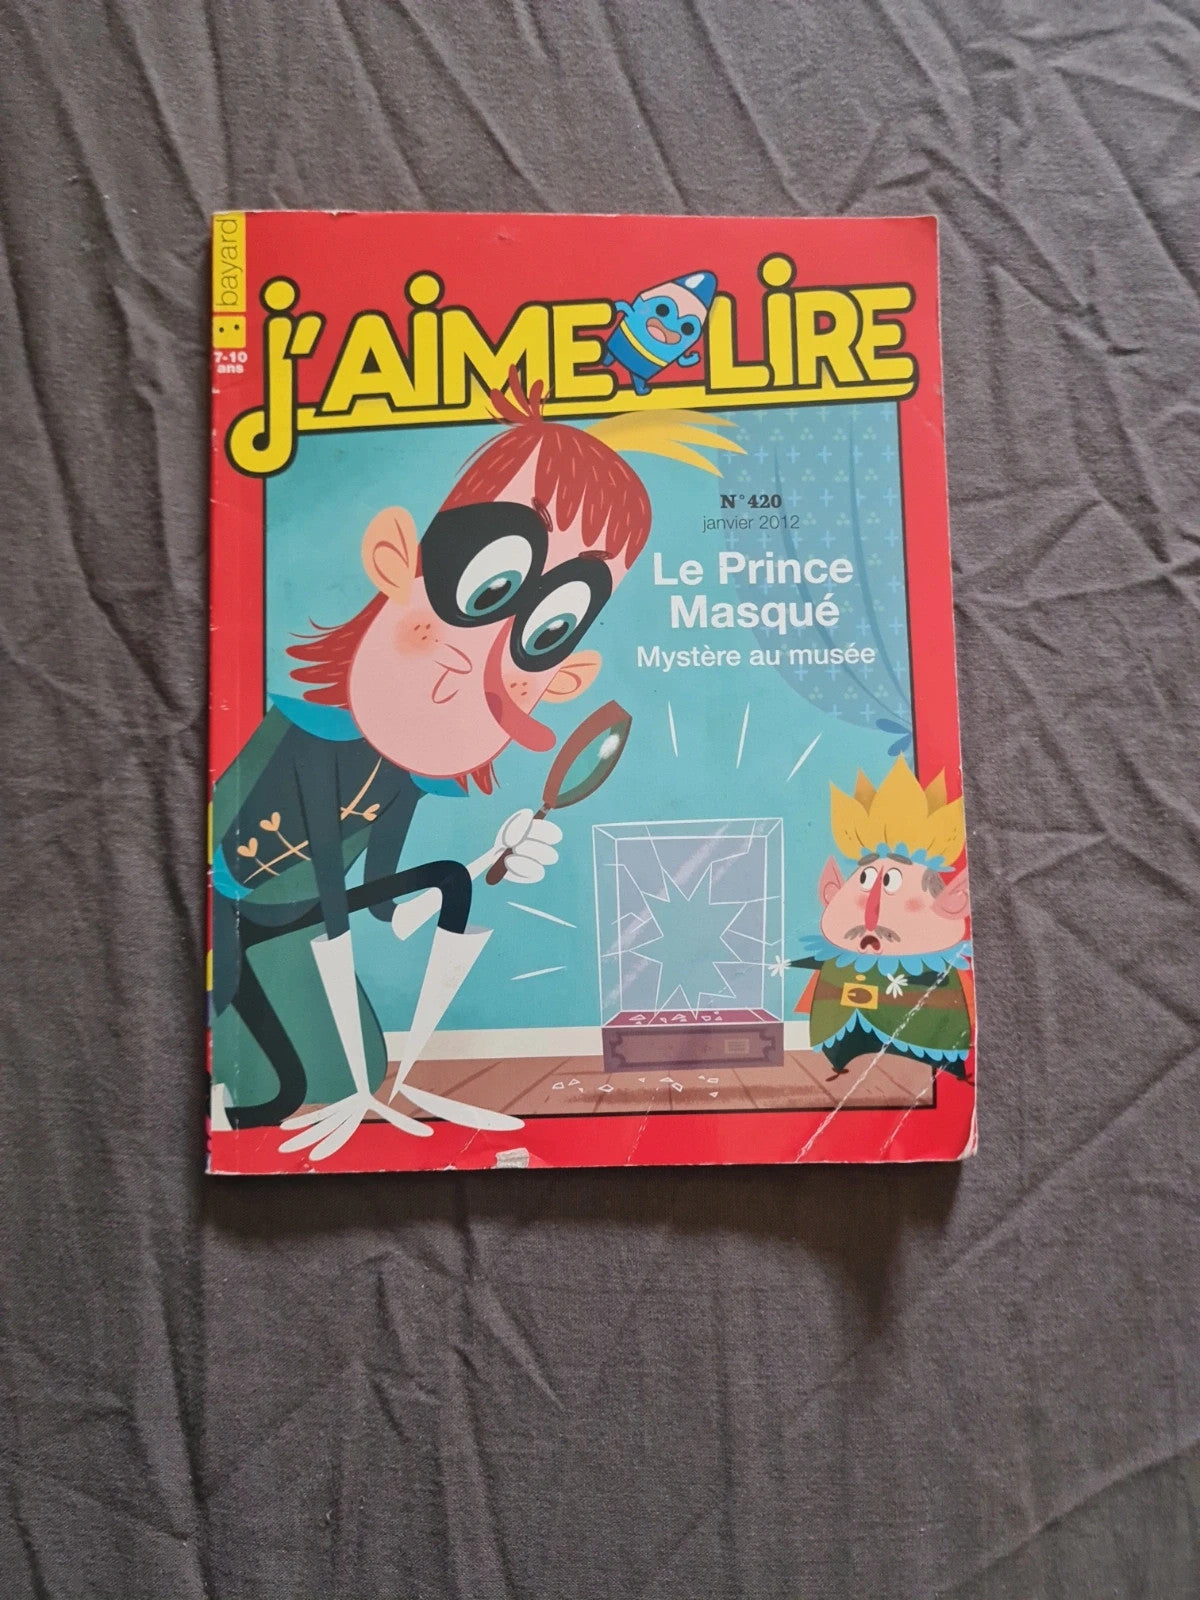 bayard
7-10
ans
J'AIME LIRE
N°420
janvier 2012
Le Prince
Masqué
Mystère au musée